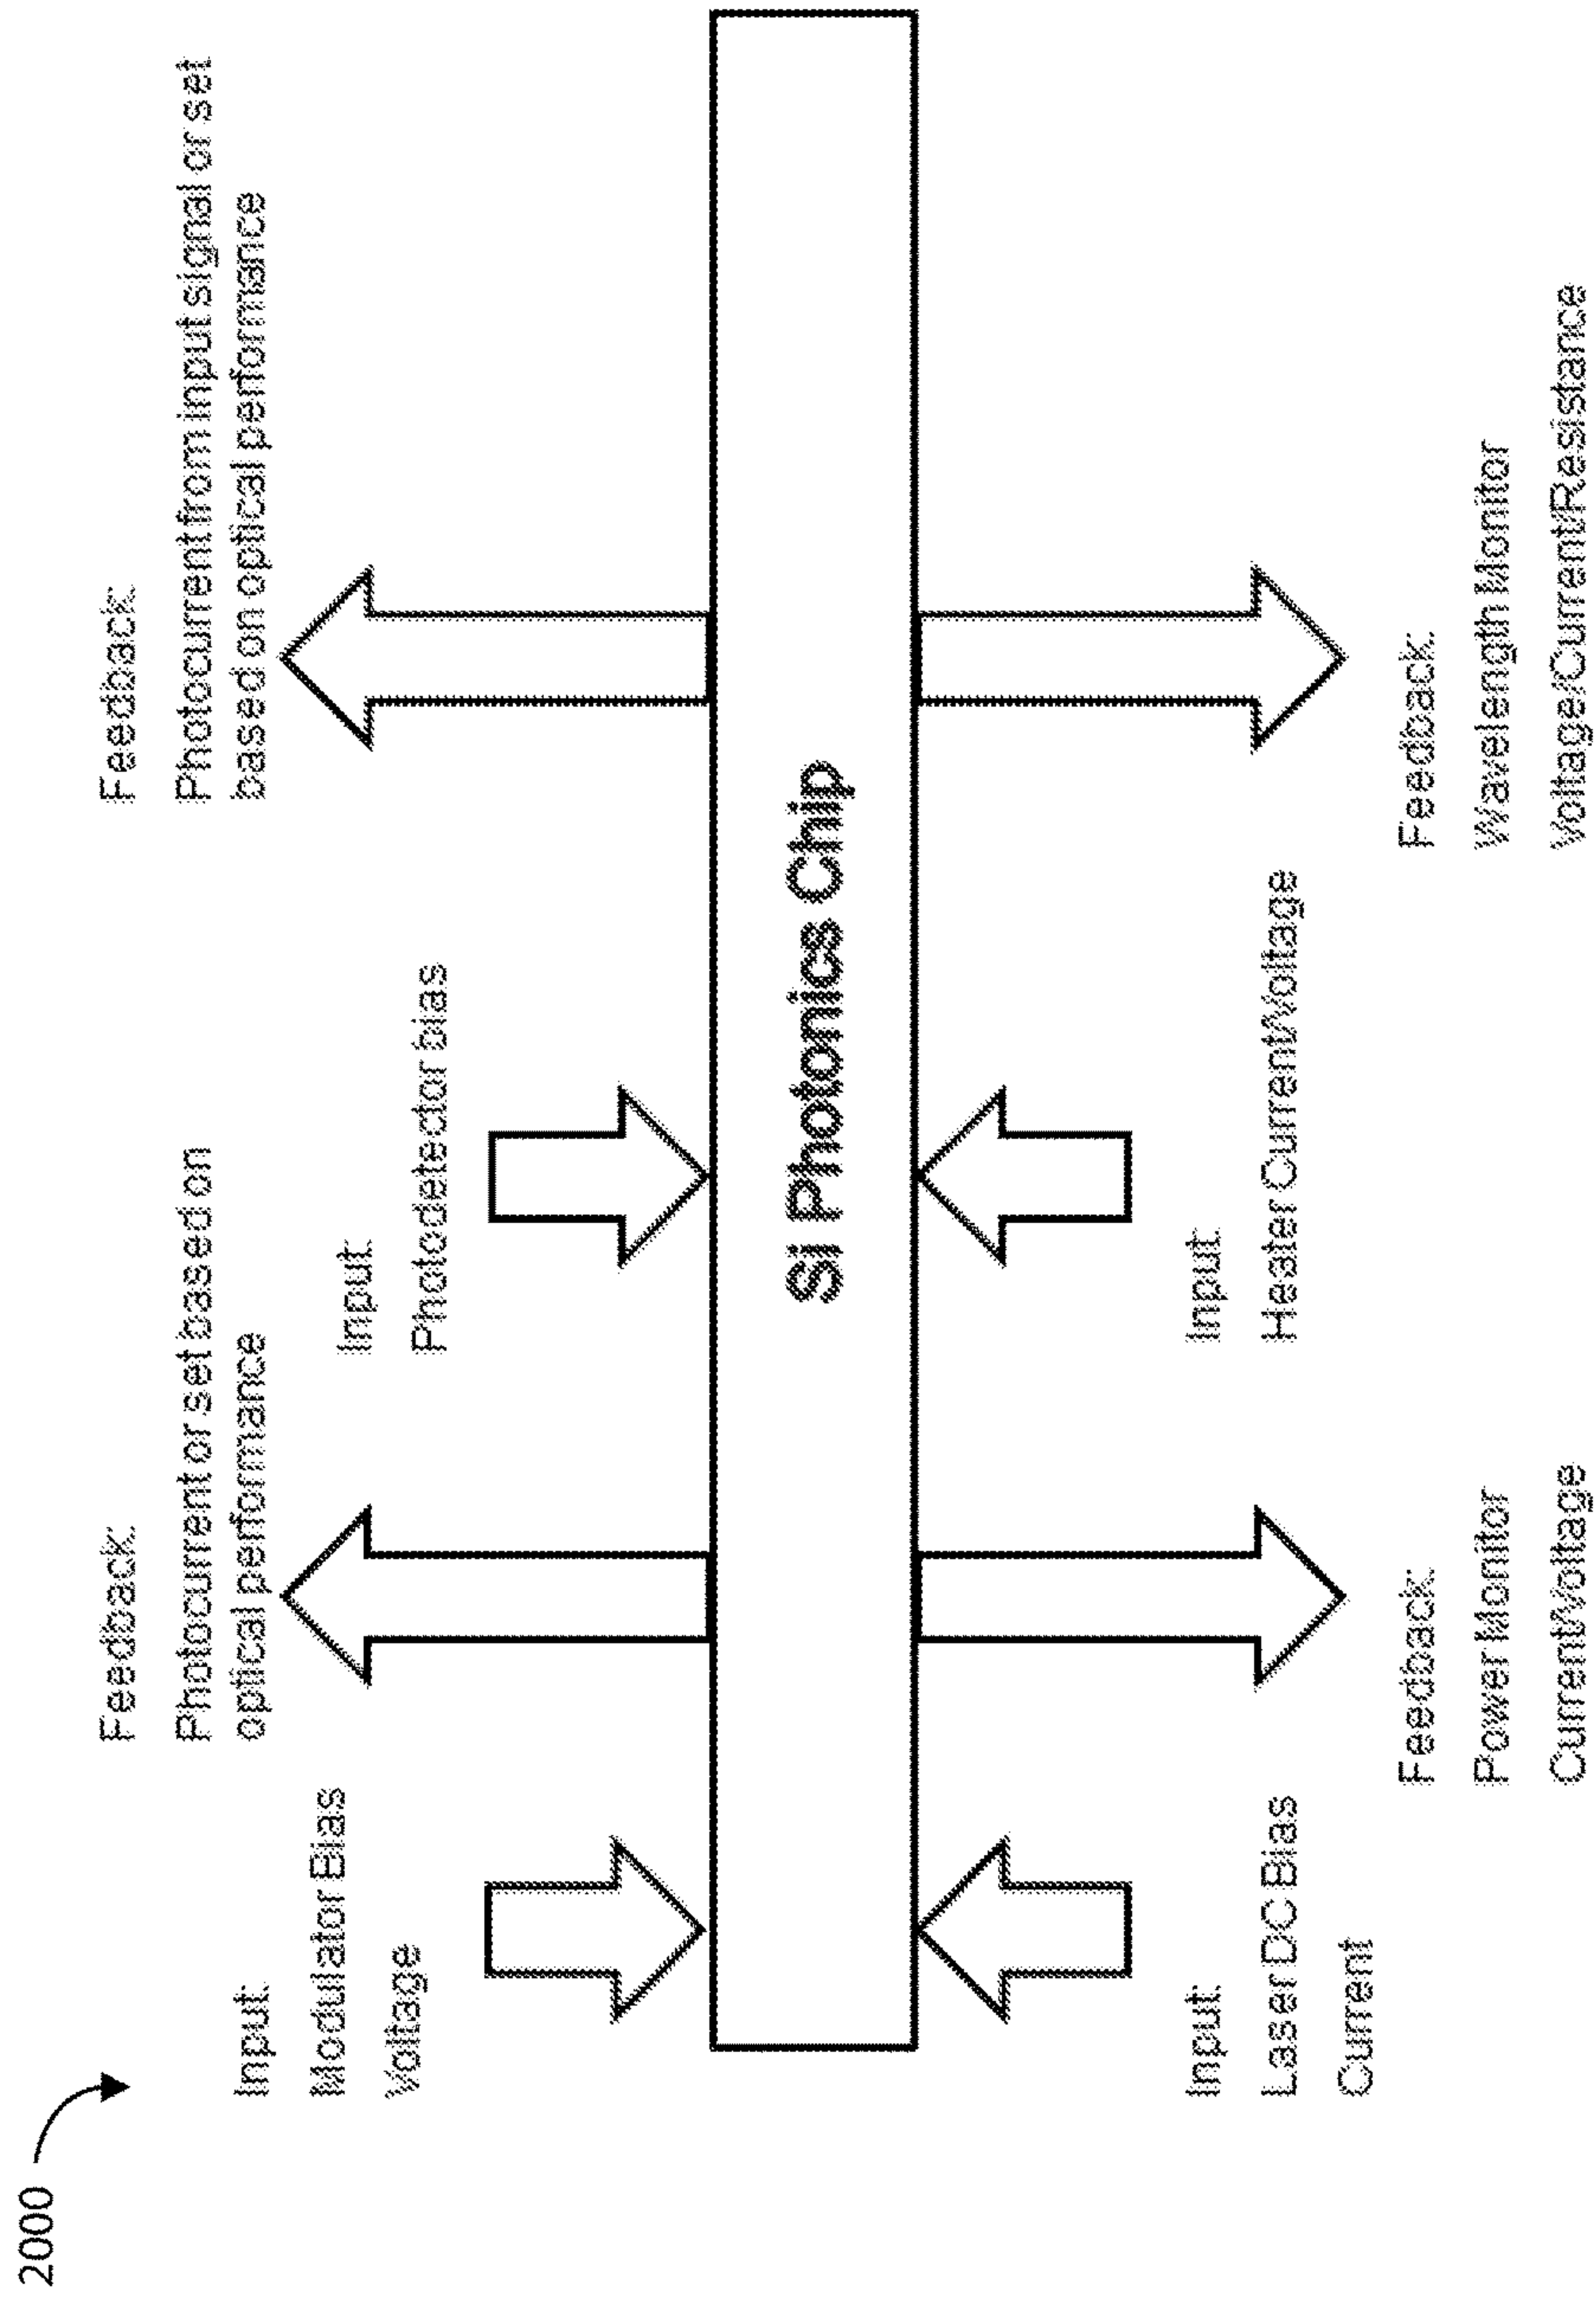 2000
Feedback:
Photocurrent or set based on
optical performance
Feedback:
Photocurrent from input signal or set
based on optical performance
Input:
Modulator Bias
Voltage
Input:
Photodetector bias
Si Photonics Chip
Input:
Laser DC Bias
Current
Input:
Heater Current/Voltage
Feedback:
Power Monitor
Current/Voltage
Feedback:
Wavelength Monitor
Voltage/Current/Resistance